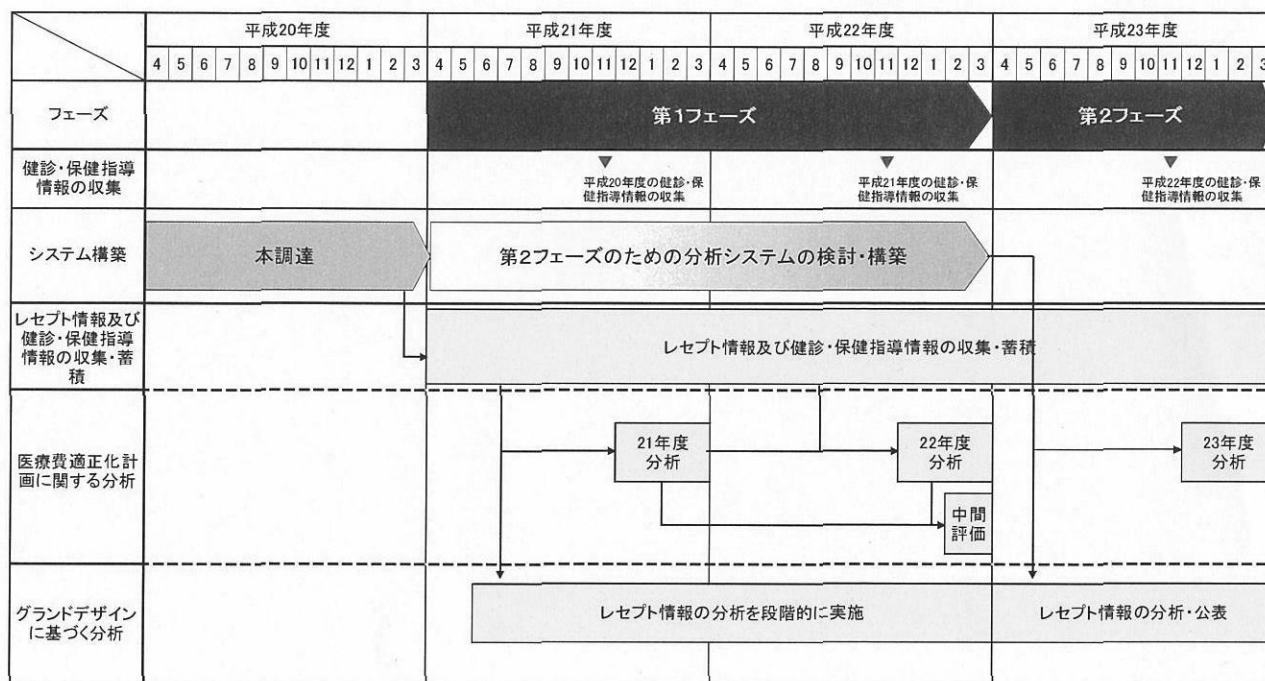 平成20年度 平成21年度 平成22年度 平成23年度
4 5 6 7 8 9 10 11 12 1 2 3 4 5 6 7 8 9 10 11 12 1 2 3 4 5 6 7 8 9 10 11 12 1 2 3 4 5 6 7 8 9 10 11 12 1 2 3
フェーズ
第1フェーズ
第2フェーズ
健診・保健指導
情報の収集
平成20年度の健診・保
健指導情報の収集
平成21年度の健診・保
健指導情報の収集
平成22年度の健診・保
健指導情報の収集
システム構築
本調達
第2フェーズのための分析システムの検討・構築
レセプト情報及び
健診・保健指導
情報の収集・蓄
積
レセプト情報及び健診・保健指導情報の収集・蓄積
医療費適正化計
画に関する分析
21年度
分析
22年度
分析
23年度
分析
中間
評価
グランドデザイン
に基づく分析
レセプト情報の分析を段階的に実施
レセプト情報の分析・公表